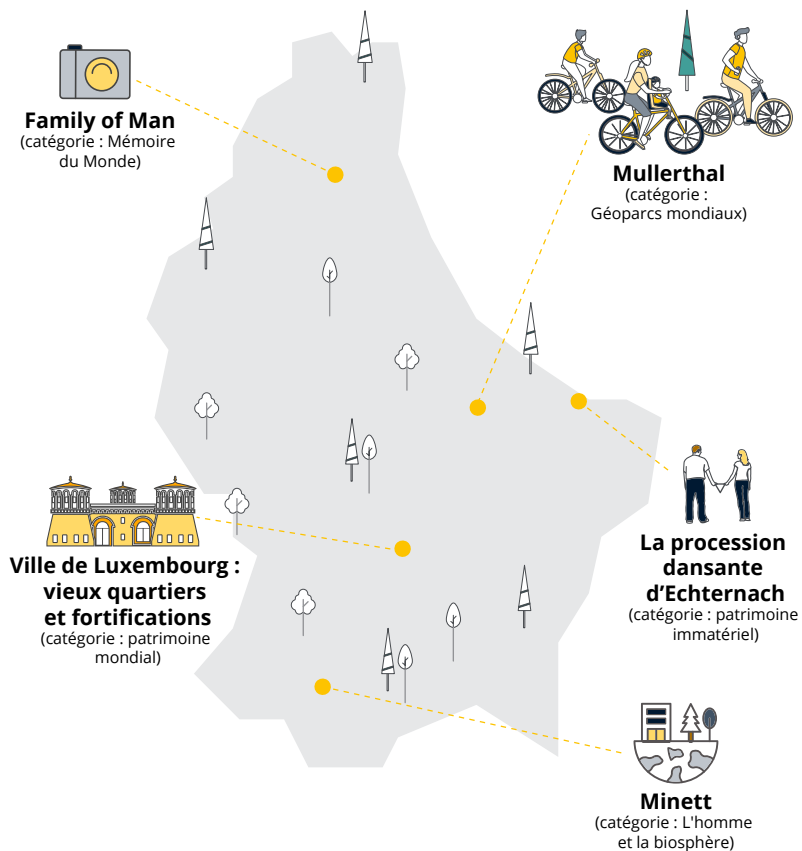 Family of Man
(catégorie : Mémoire
du Monde)
Mullerthal
(catégorie :
Géoparcs mondiaux)
Ville de Luxembourg :
vieux quartiers
et fortifications
(catégorie : patrimoine
mondial)
La procession
dansante
d’Echternach
(catégorie : patrimoine
immatériel)
Minett
(catégorie : L'homme
et la biosphère)